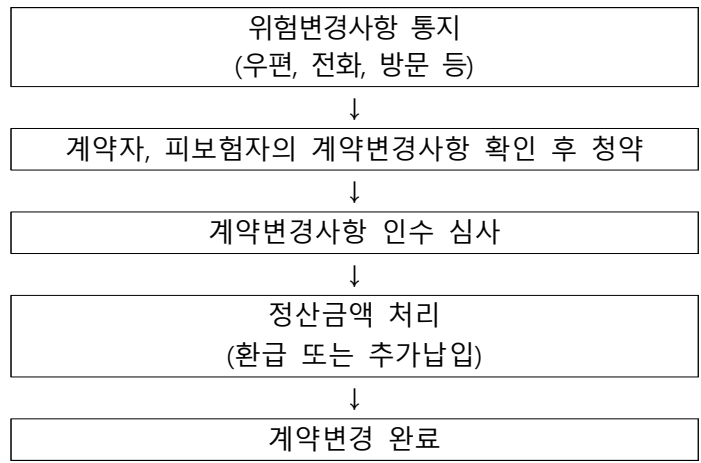 위험변경사항 통지
(우편, 전화, 방문 등)
↓
계약자, 피보험자의 계약변경사항 확인 후 청약
↓
계약변경사항 인수 심사
↓
정산금액 처리
(환급 또는 추가납입)
↓
계약변경 완료